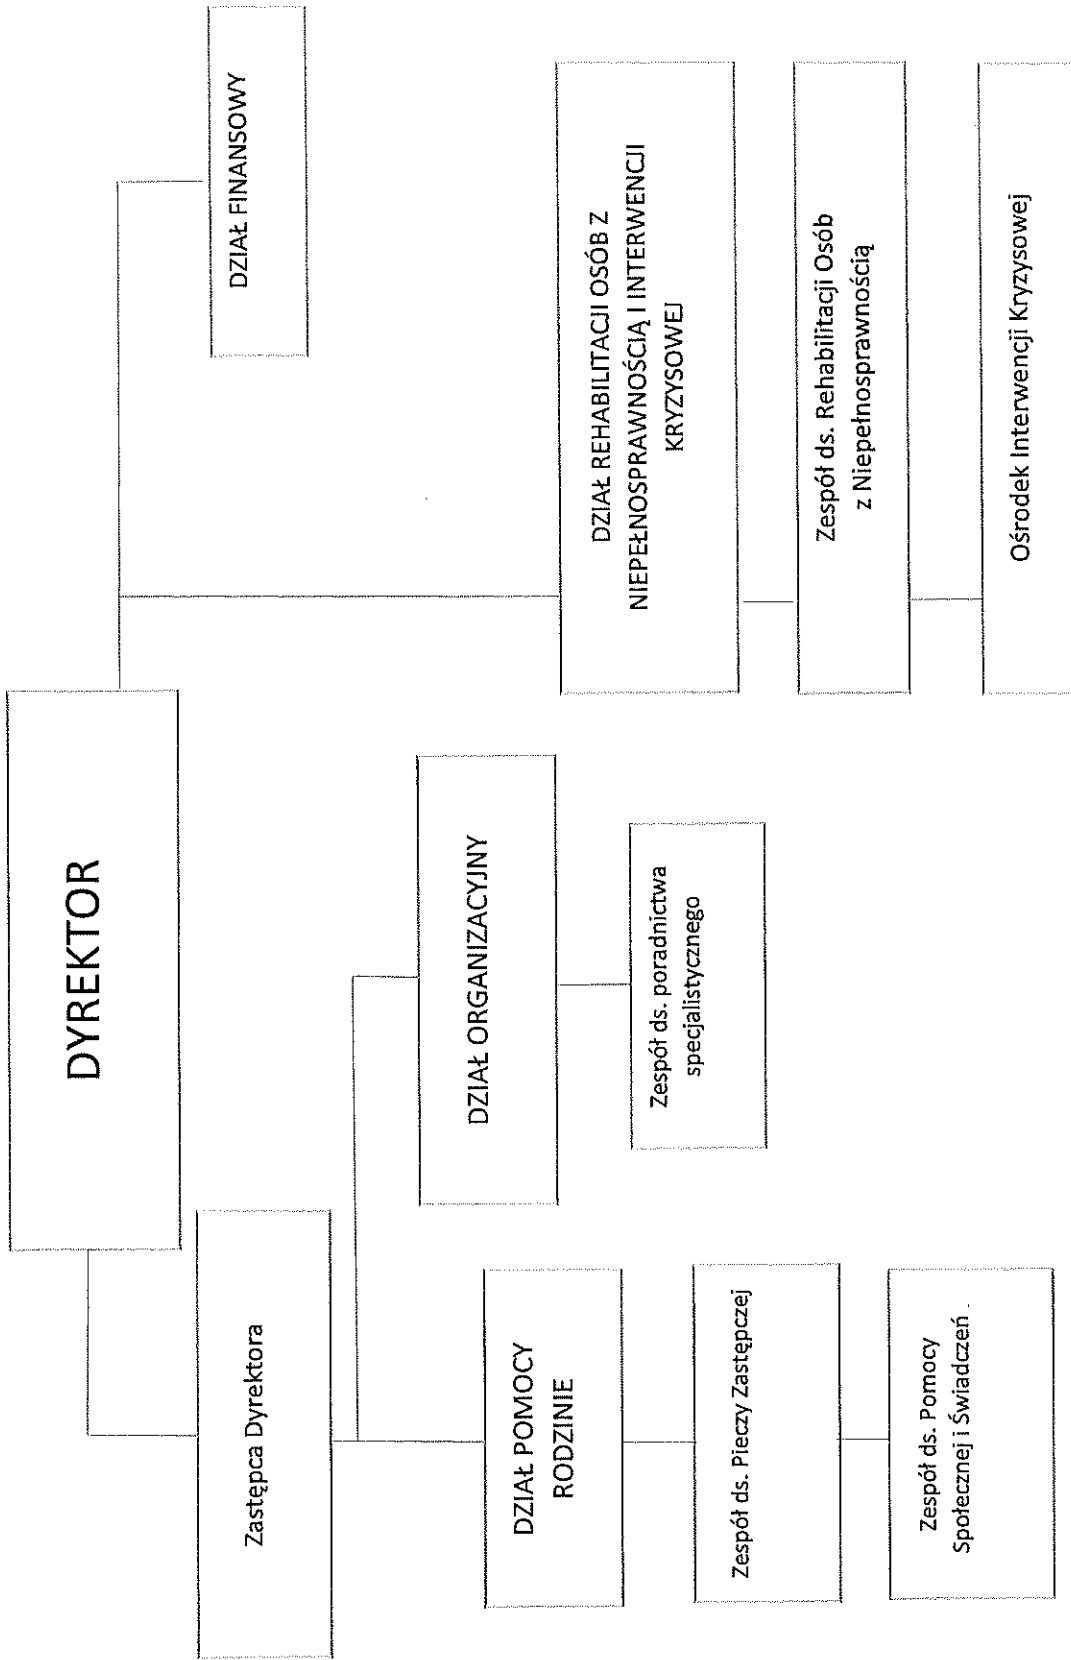 DYREKTOR
Zastępca Dyrektora
DZIAŁ FINANSOWY
DZIAŁ ORGANIZACYJNY
DZIAŁ POMOCY
RODZINIE
DZIAŁ REHABILITACJI OSÓB Z
NIEPEŁNOSPRAWNOŚCIĄ I INTERWENCJI
KRYZYSOWEJ
Zespół ds. poradnictwa
specjalistycznego
Zespół ds. Pieczy Zastępczej
Zespół ds. Rehabilitacji Osób
z Niepełnosprawnością
Zespół ds. Pomocy
Społecznej i Świadczeń .
Ośrodek Interwencji Kryzysowej